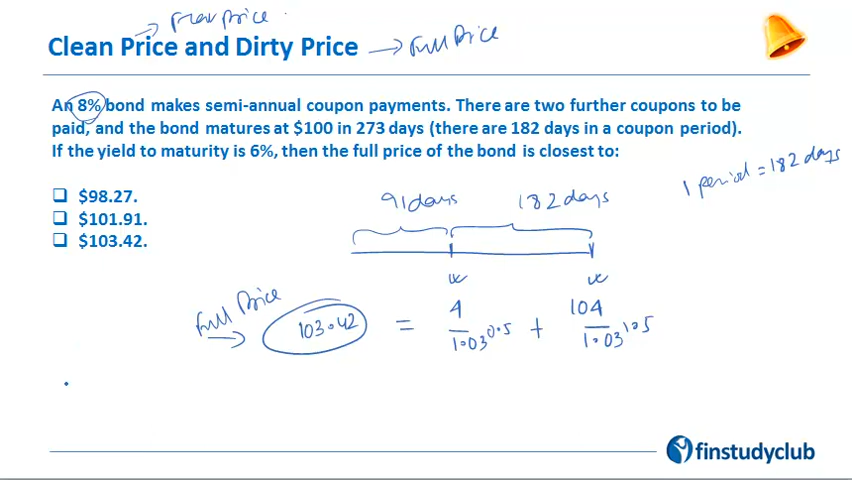 Flat Price
Clean Price and Dirty Price → Full Price
An 8% bond makes semi-annual coupon payments. There are two further coupons to be
paid, and the bond matures at $100 in 273 days (there are 182 days in a coupon period).
If the yield to maturity is 6%, then the full price of the bond is closest to:
1 period = 182 days
❑ $98.27.
❑ $101.91.
❑ $103.42.
91 days 182 days
Full Price
103.42 = 4 / 1.03^0.5 + 104 / 1.03^1.5
finstudyclub